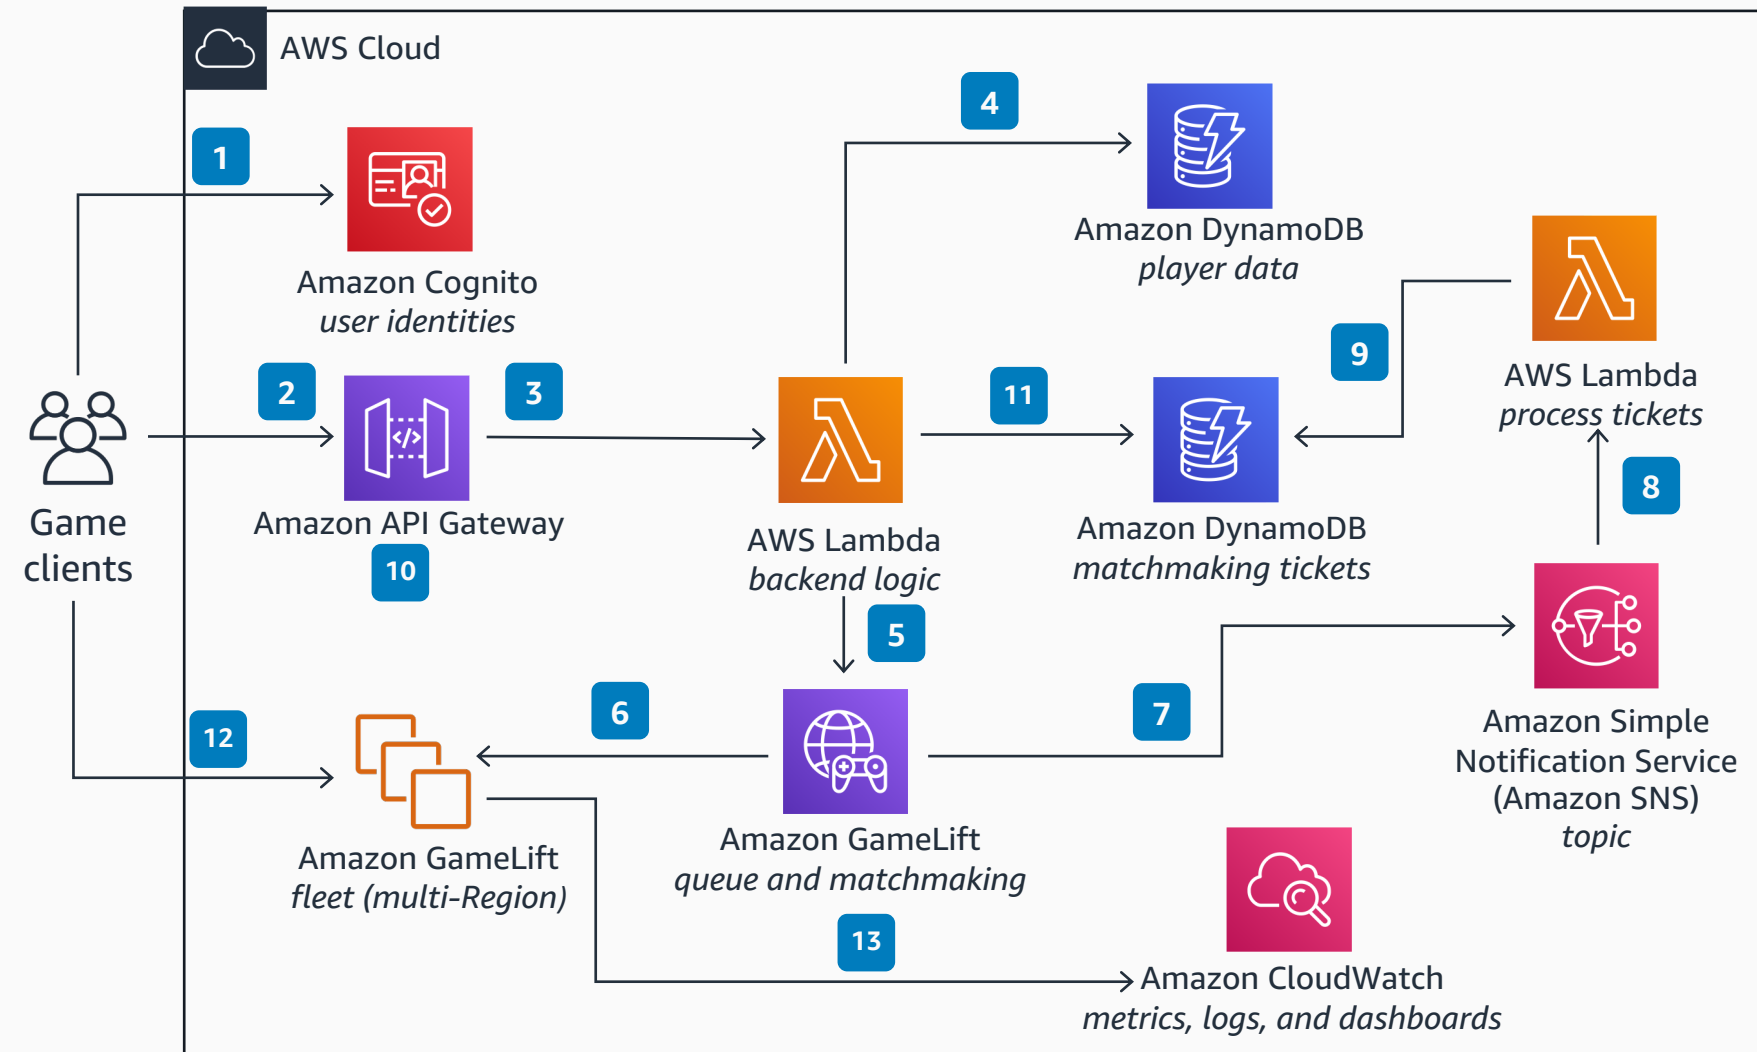 AWS Cloud
1
Amazon Cognito
user identities
2
3
Amazon API Gateway
10
Game
clients
4
Amazon DynamoDB
player data
11
AWS Lambda
backend logic
Amazon DynamoDB
matchmaking tickets
9
AWS Lambda
process tickets
8
5
6
7
Amazon Simple
Notification Service
(Amazon SNS)
topic
12
Amazon GameLift
fleet (multi-Region)
Amazon GameLift
queue and matchmaking
13
Amazon CloudWatch
metrics, logs, and dashboards